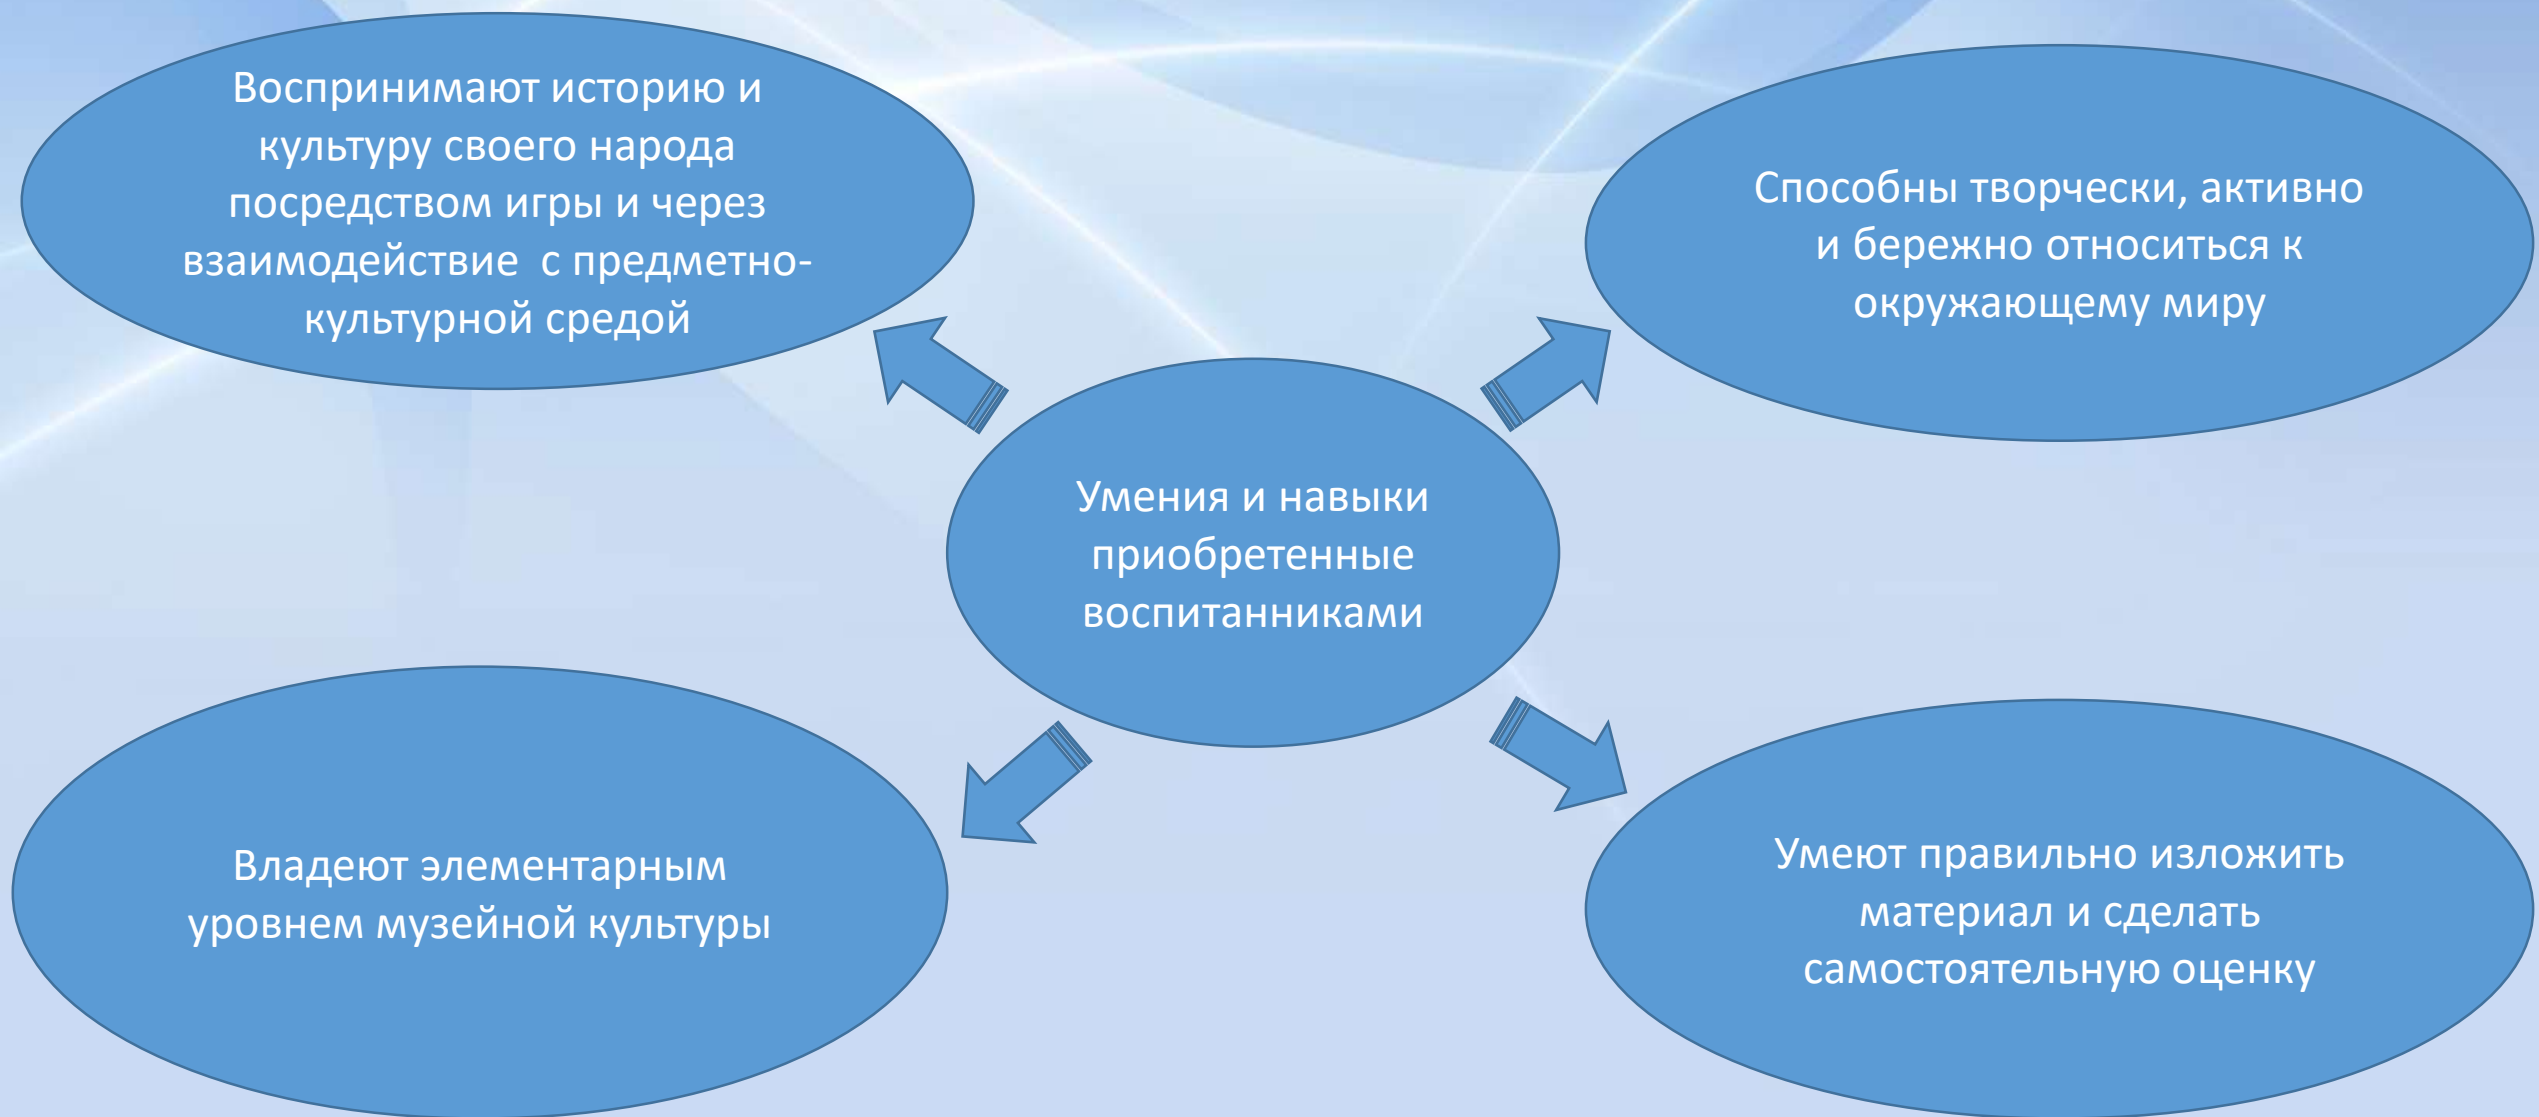 Воспринимают историю и
культуру своего народа
посредством игры и через
взаимодействие  с предметно-
культурной средой
Способны творчески, активно
и бережно относиться к
окружающему миру
Умения и навыки
приобретенные
воспитанниками
Владеют элементарным
уровнем музейной культуры
Умеют правильно изложить
материал и сделать
самостоятельную оценку